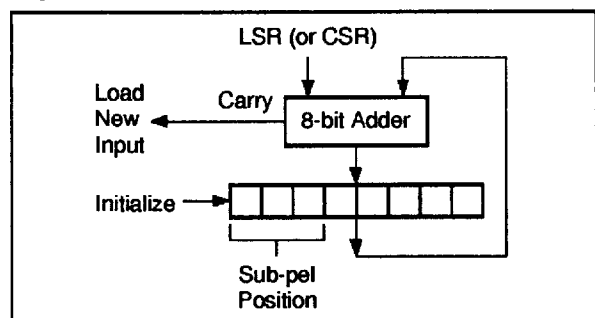 LSR (or CSR)
Load
New
Input
Carry
8-bit Adder
Initialize
Sub-pel
Position